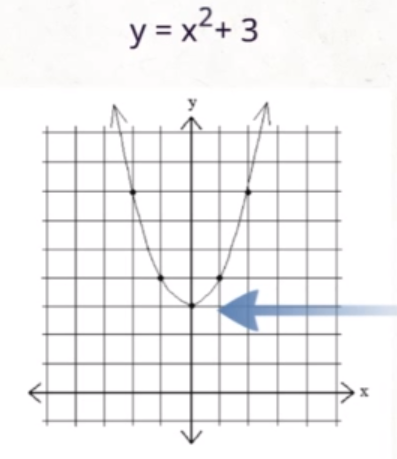 y = x²+ 3
y
x